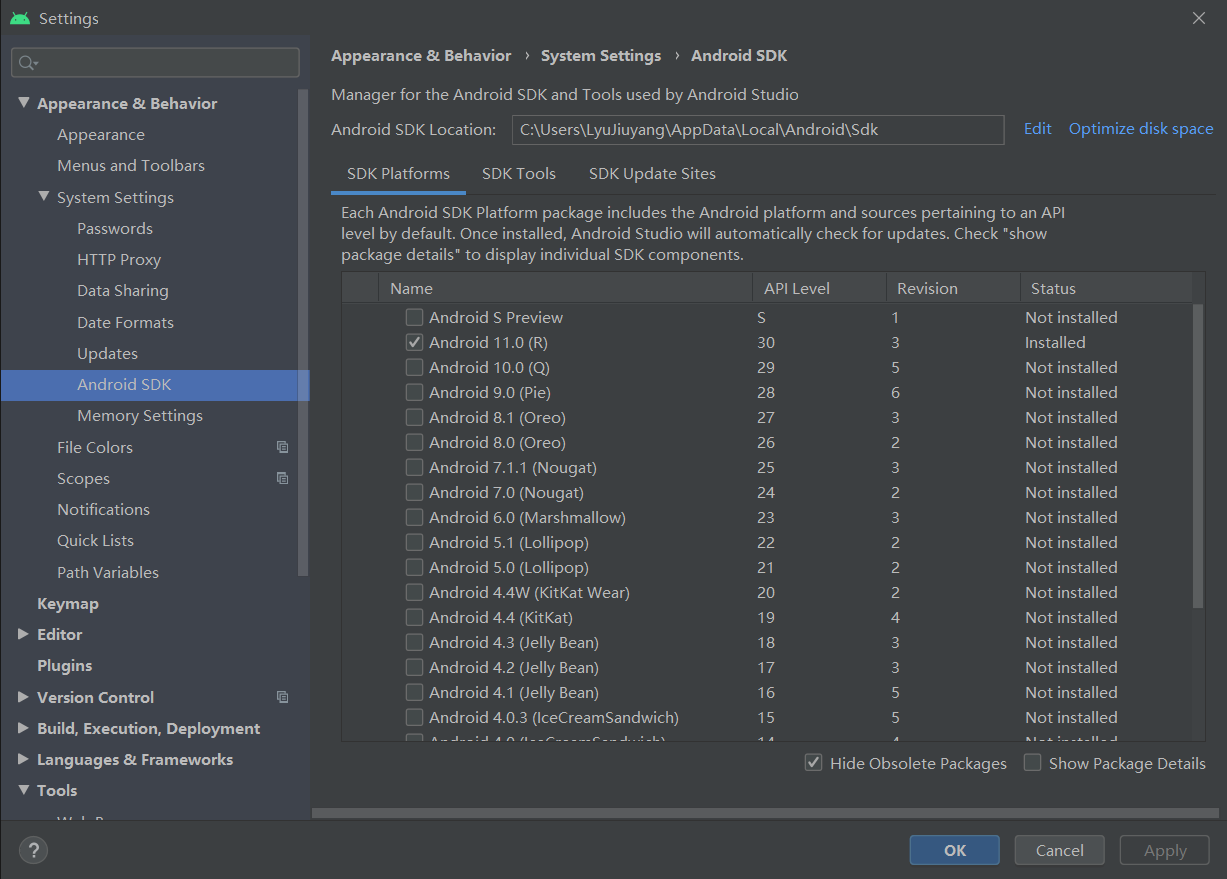 Settings
Appearance & Behavior
Appearance
Menus and Toolbars
System Settings
Passwords
HTTP Proxy
Data Sharing
Date Formats
Updates
Android SDK
Memory Settings
File Colors
Scopes
Notifications
Quick Lists
Path Variables
Keymap
Editor
Plugins
Version Control
Build, Execution, Deployment
Languages & Frameworks
Tools
Appearance & Behavior › System Settings › Android SDK
Manager for the Android SDK and Tools used by Android Studio
Android SDK Location: C:\Users\LyuJiuyang\AppData\Local\Android\Sdk Edit Optimize disk space
SDK Platforms SDK Tools SDK Update Sites
Each Android SDK Platform package includes the Android platform and sources pertaining to an API
level by default. Once installed, Android Studio will automatically check for updates. Check "show
package details" to display individual SDK components.
Name API Level Revision Status
Android S Preview S 1 Not installed
Android 11.0 (R) 30 3 Installed
Android 10.0 (Q) 29 5 Not installed
Android 9.0 (Pie) 28 6 Not installed
Android 8.1 (Oreo) 27 3 Not installed
Android 8.0 (Oreo) 26 2 Not installed
Android 7.1.1 (Nougat) 25 3 Not installed
Android 7.0 (Nougat) 24 2 Not installed
Android 6.0 (Marshmallow) 23 3 Not installed
Android 5.1 (Lollipop) 22 2 Not installed
Android 5.0 (Lollipop) 21 2 Not installed
Android 4.4W (KitKat Wear) 20 2 Not installed
Android 4.4 (KitKat) 19 4 Not installed
Android 4.3 (Jelly Bean) 18 3 Not installed
Android 4.2 (Jelly Bean) 17 3 Not installed
Android 4.1 (Jelly Bean) 16 5 Not installed
Android 4.0.3 (IceCreamSandwich) 15 5 Not installed
Android 4.0 (IceCreamSandwich) 14 4 Not installed
Hide Obsolete Packages Show Package Details
? OK Cancel Apply